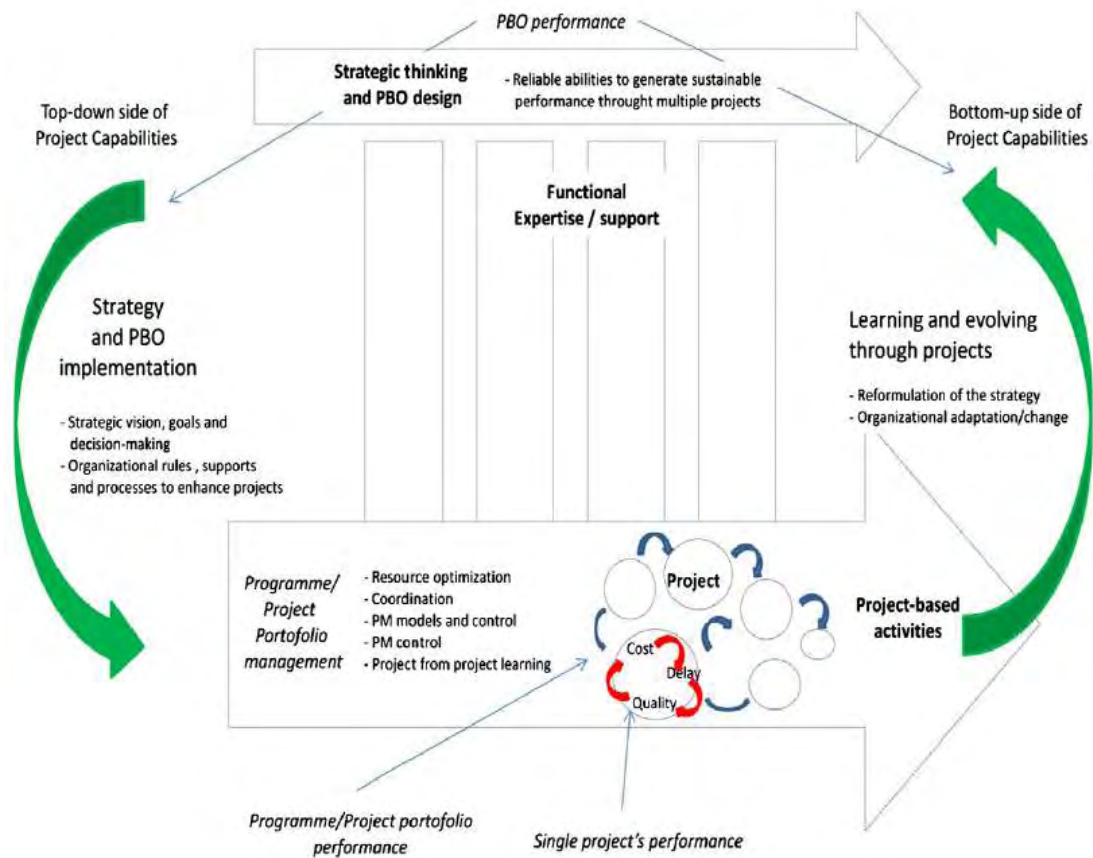 PBO performance
Strategic thinking
and PBO design
- Reliable abilities to generate sustainable
performance throught multiple projects
Top-down side of
Project Capabilities
Bottom-up side of
Project Capabilities
Functional
Expertise / support
Strategy
and PBO
implementation
- Strategic vision, goals and
decision-making
- Organizational rules , supports
and processes to enhance projects
Learning and evolving
through projects
- Reformulation of the strategy
- Organizational adaptation/change
Programme/
Project
Portofolio
management
- Resource optimization
- Coordination
- PM models and control
- PM control
- Project from project learning
Project
Cost
Delay
Quality
Project-based
activities
Programme/Project portofolio
performance
Single project's performance